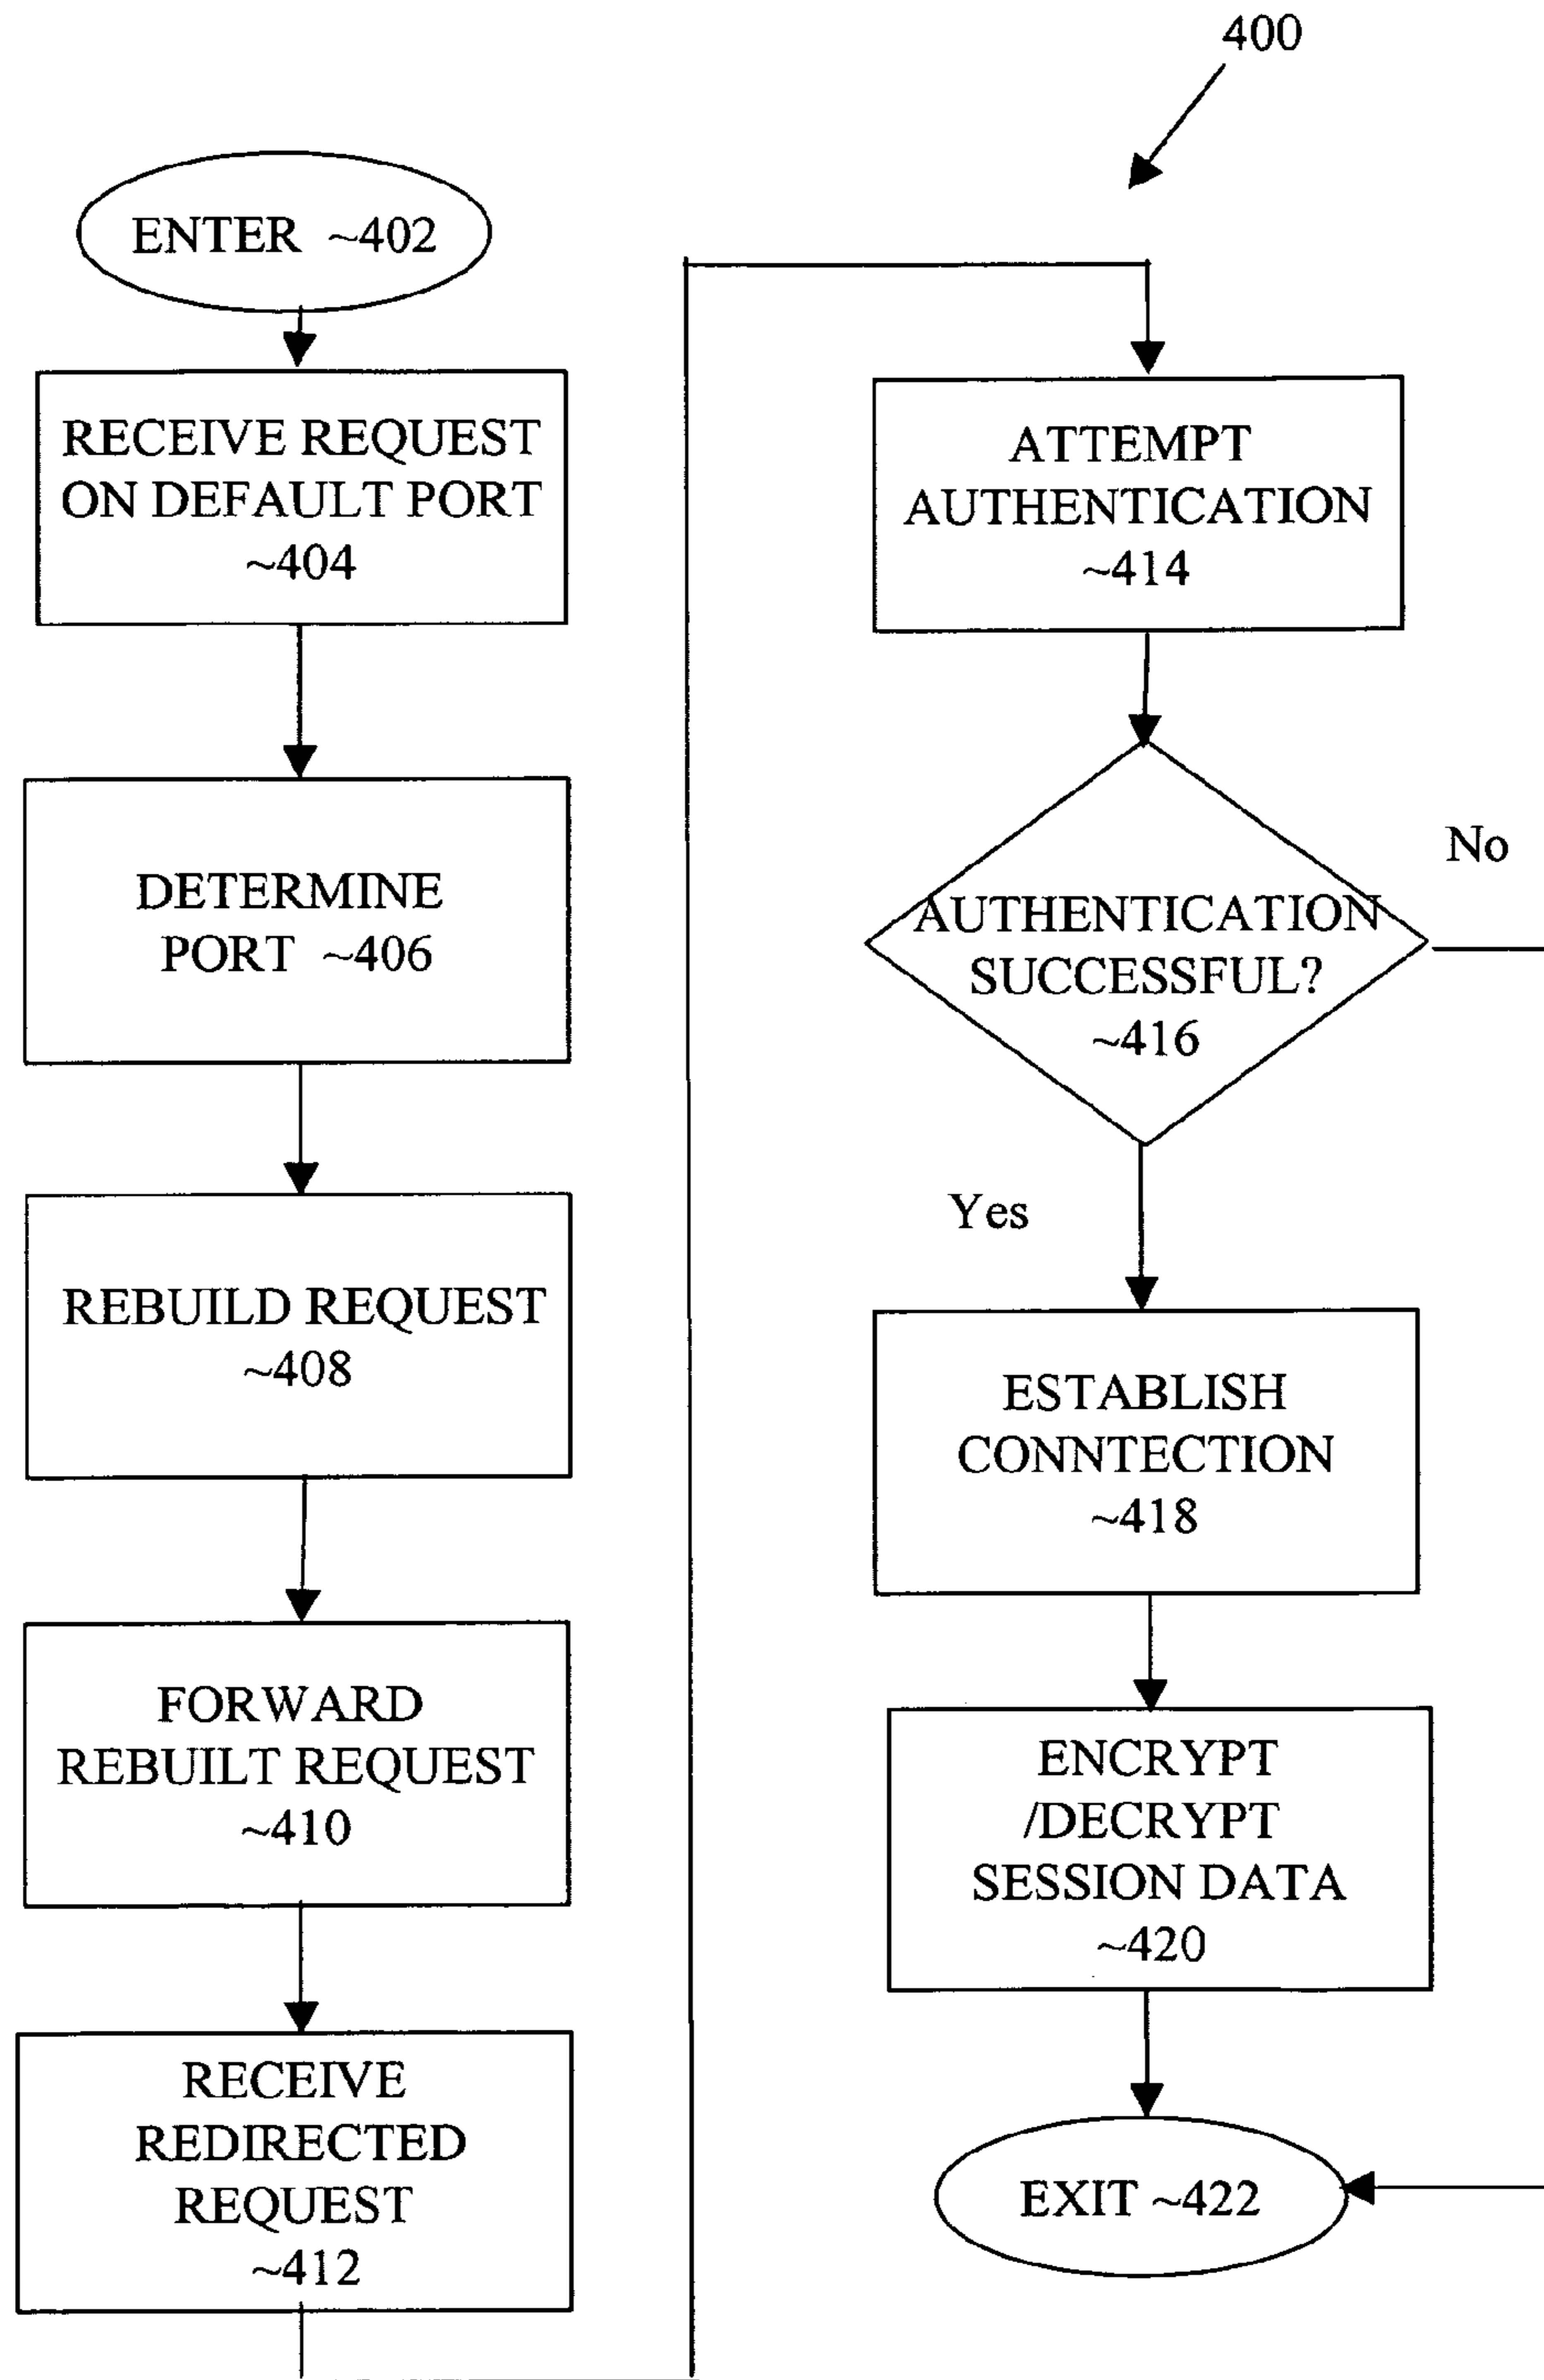 400
ENTER ~402
RECEIVE REQUEST
ON DEFAULT PORT
~404
DETERMINE
PORT ~406
REBUILD REQUEST
~408
FORWARD
REBUILT REQUEST
~410
RECEIVE
REDIRECTED
REQUEST
~412
ATTEMPT
AUTHENTICATION
~414
AUTHENTICATION
SUCCESSFUL?
~416
No
Yes
ESTABLISH
CONNTECTION
~418
ENCRYPT
/DECRYPT
SESSION DATA
~420
EXIT ~422